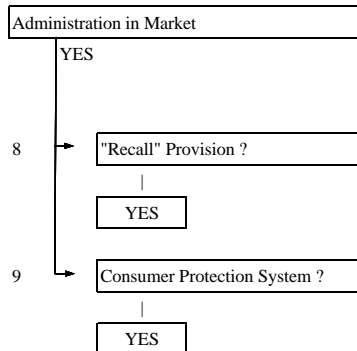 Administration in Market
YES
8 "Recall" Provision ?
YES
9 Consumer Protection System ?
YES